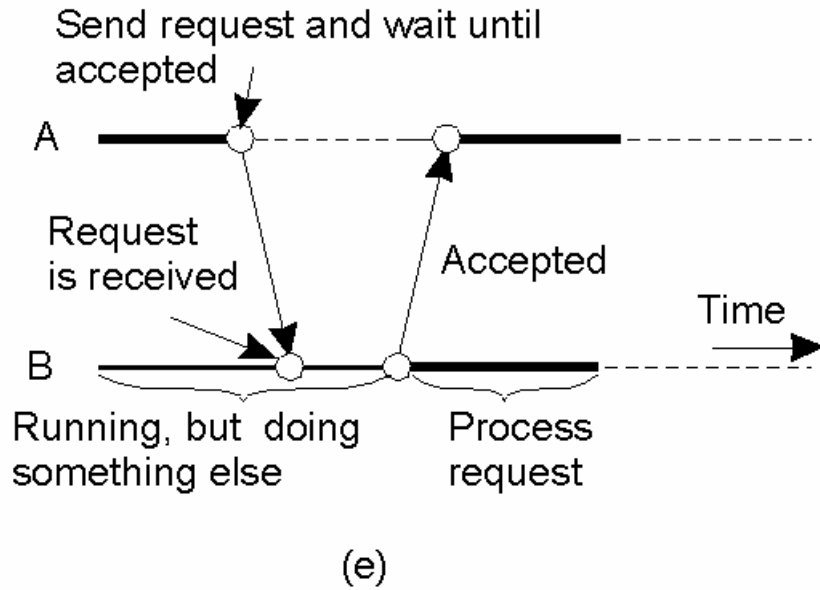 Send request and wait until
accepted
A
Request
is received
Accepted
Time
B
Running, but doing
something else
Process
request
(e)